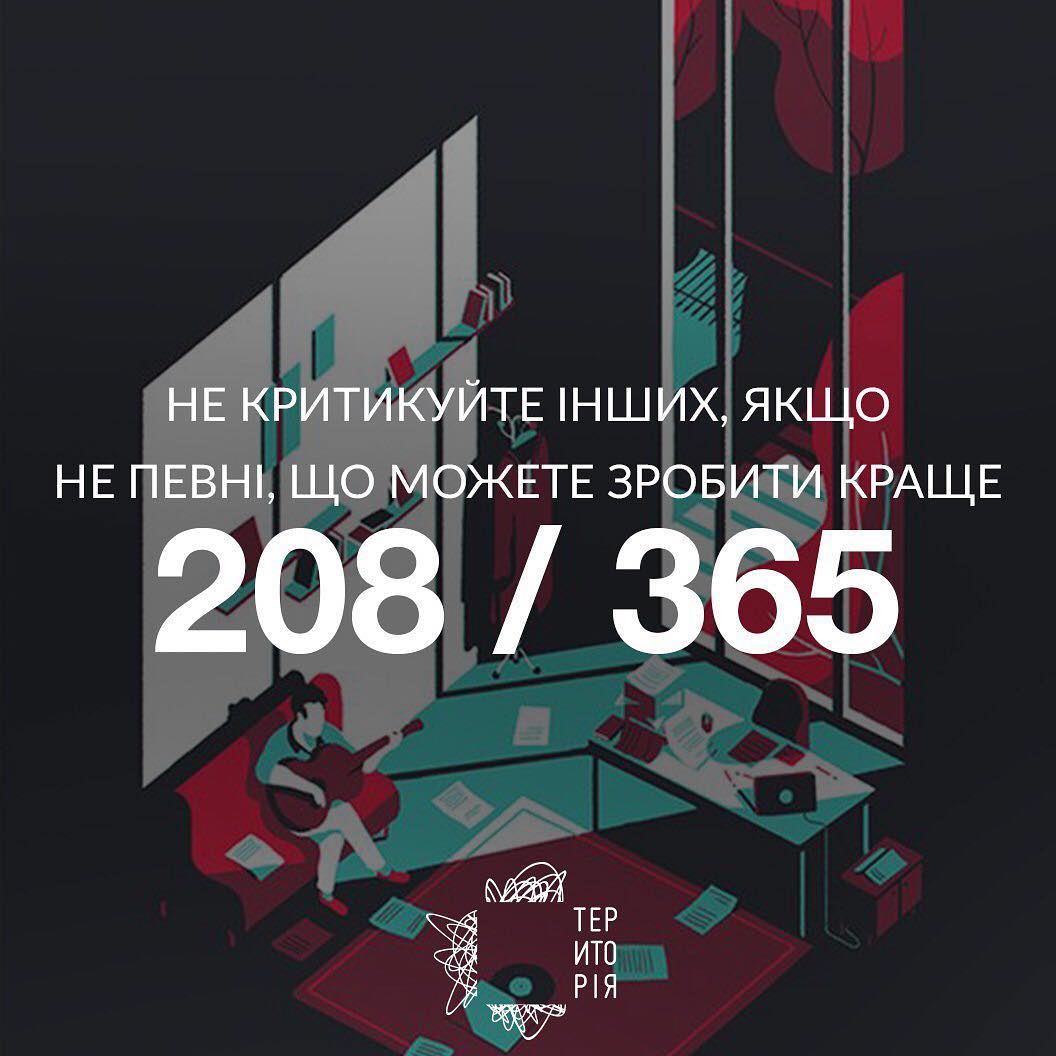 НЕ КРИТИКУЙТЕ ІНШИХ, ЯКЩО
НЕ ПЕВНІ, ЩО МОЖЕТЕ ЗРОБИТИ КРАЩЕ
208 / 365
ТЕР
ИТО
РІЯ